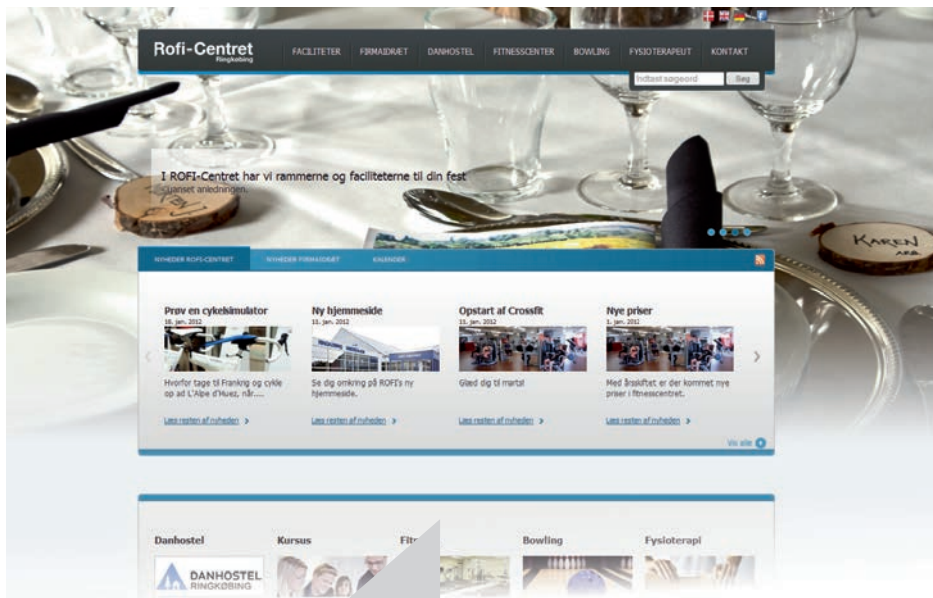 Rofi-Centret
Ringkøbing
FACILITETER FIRMAIDRÆT DANHOSTEL FITNESSCENTER BOWLING FYSIOTERAPEUT KONTAKT
Indtast søgeord Søg
I ROFI-Centret har vi rammerne og faciliteterne til din fest
- uanset anledningen.
KAREN
NYHEDER ROFI-CENTRET NYHEDER FIRMAIDRÆT KALENDER
Prøv en cykelsimulator
18. jan. 2012
Hvorfor tage til Frankrig og cykle
op ad L'Alpe d'Huez, når....
Læs resten af nyheden
Ny hjemmeside
11. jan. 2012
Se dig omkring på ROFI's ny
hjemmeside.
Læs resten af nyheden
Opstart af Crossfit
11. jan. 2012
Glæd dig til marts!
Læs resten af nyheden
Nye priser
1. jan. 2012
Med årsskiftet er der kommet nye
priser i fitnesscentret.
Læs resten af nyheden
Vis alle
Danhostel Kursus Bowling Fysioterapi
DANHOSTEL
RINGKØBING